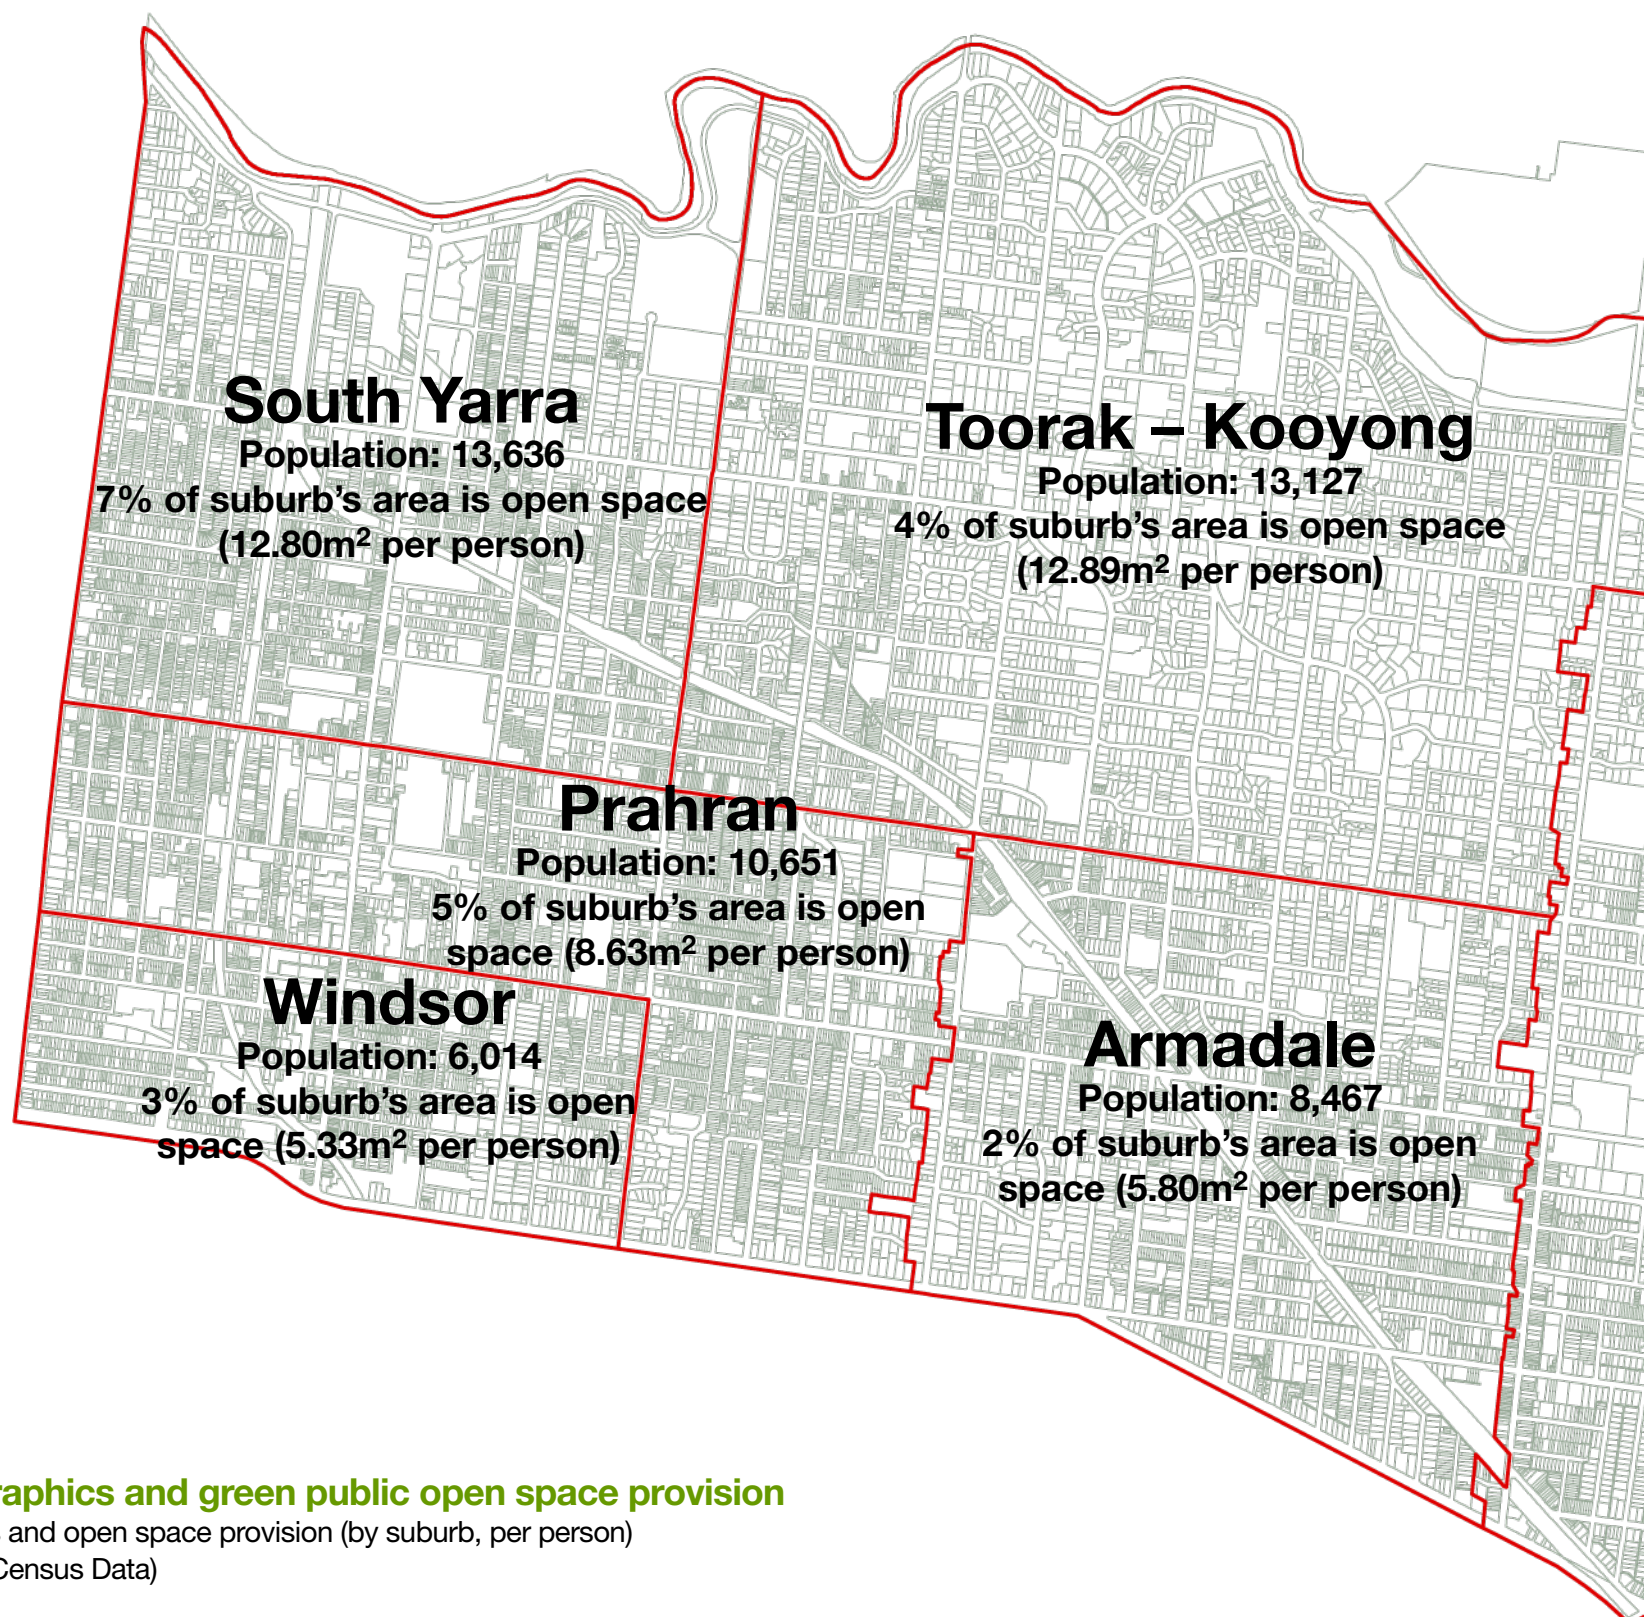 South Yarra
Population: 13,636
7% of suburb’s area is open space
(12.80m² per person)
Toorak – Kooyong
Population: 13,127
4% of suburb’s area is open space
(12.89m² per person)
Prahran
Population: 10,651
5% of suburb’s area is open
space (8.63m² per person)
Windsor
Population: 6,014
3% of suburb’s area is open
space (5.33m² per person)
Armadale
Population: 8,467
2% of suburb’s area is open
space (5.80m² per person)
raphics and green public open space provision
and open space provision (by suburb, per person)
Census Data)